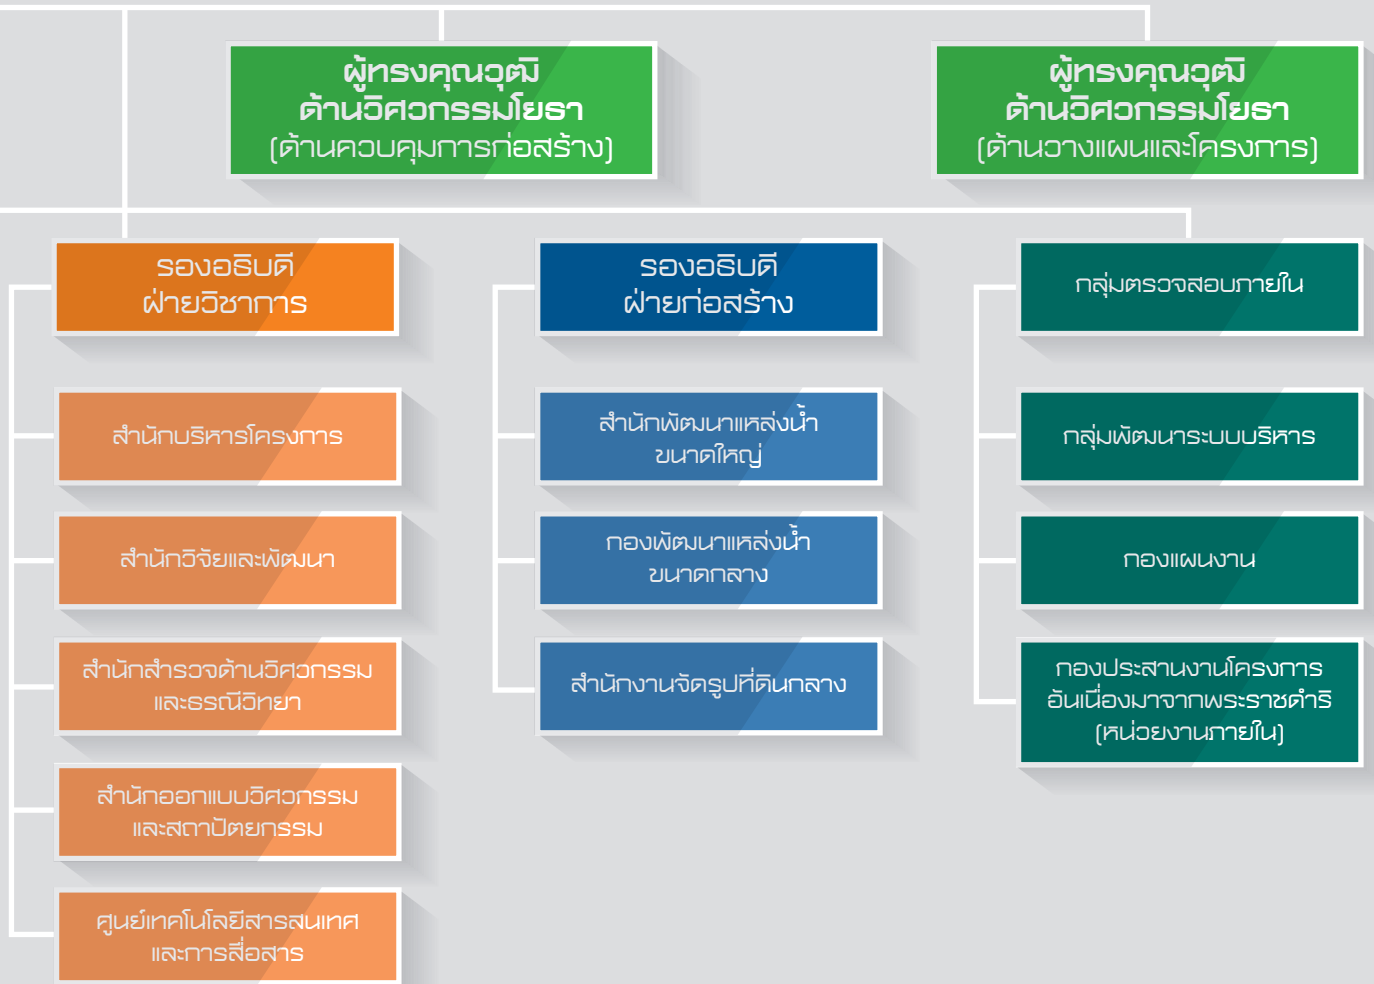 ผู้ทรงคุณวุฒิ
ด้านวิศวกรรมโยธา
(ด้านควบคุมการก่อสร้าง)
ผู้ทรงคุณวุฒิ
ด้านวิศวกรรมโยธา
(ด้านวางแผนและโครงการ)
รองอธิบดี
ฝ่ายวิชาการ
สำนักบริหารโครงการ
สำนักวิจัยและพัฒนา
สำนักสำรวจด้านวิศวกรรม
และธรณีวิทยา
สำนักออกแบบวิศวกรรม
และสถาปัตยกรรม
ศูนย์เทคโนโลยีสารสนเทศ
และการสื่อสาร
รองอธิบดี
ฝ่ายก่อสร้าง
สำนักพัฒนาแหล่งน้ำ
ขนาดใหญ่
กองพัฒนาแหล่งน้ำ
ขนาดกลาง
สำนักงานจัดรูปที่ดินกลาง
กลุ่มตรวจสอบภายใน
กลุ่มพัฒนาระบบบริหาร
กองแผนงาน
กองประสานงานโครงการ
อันเนื่องมาจากพระราชดำริ
(หน่วยงานภายใน)